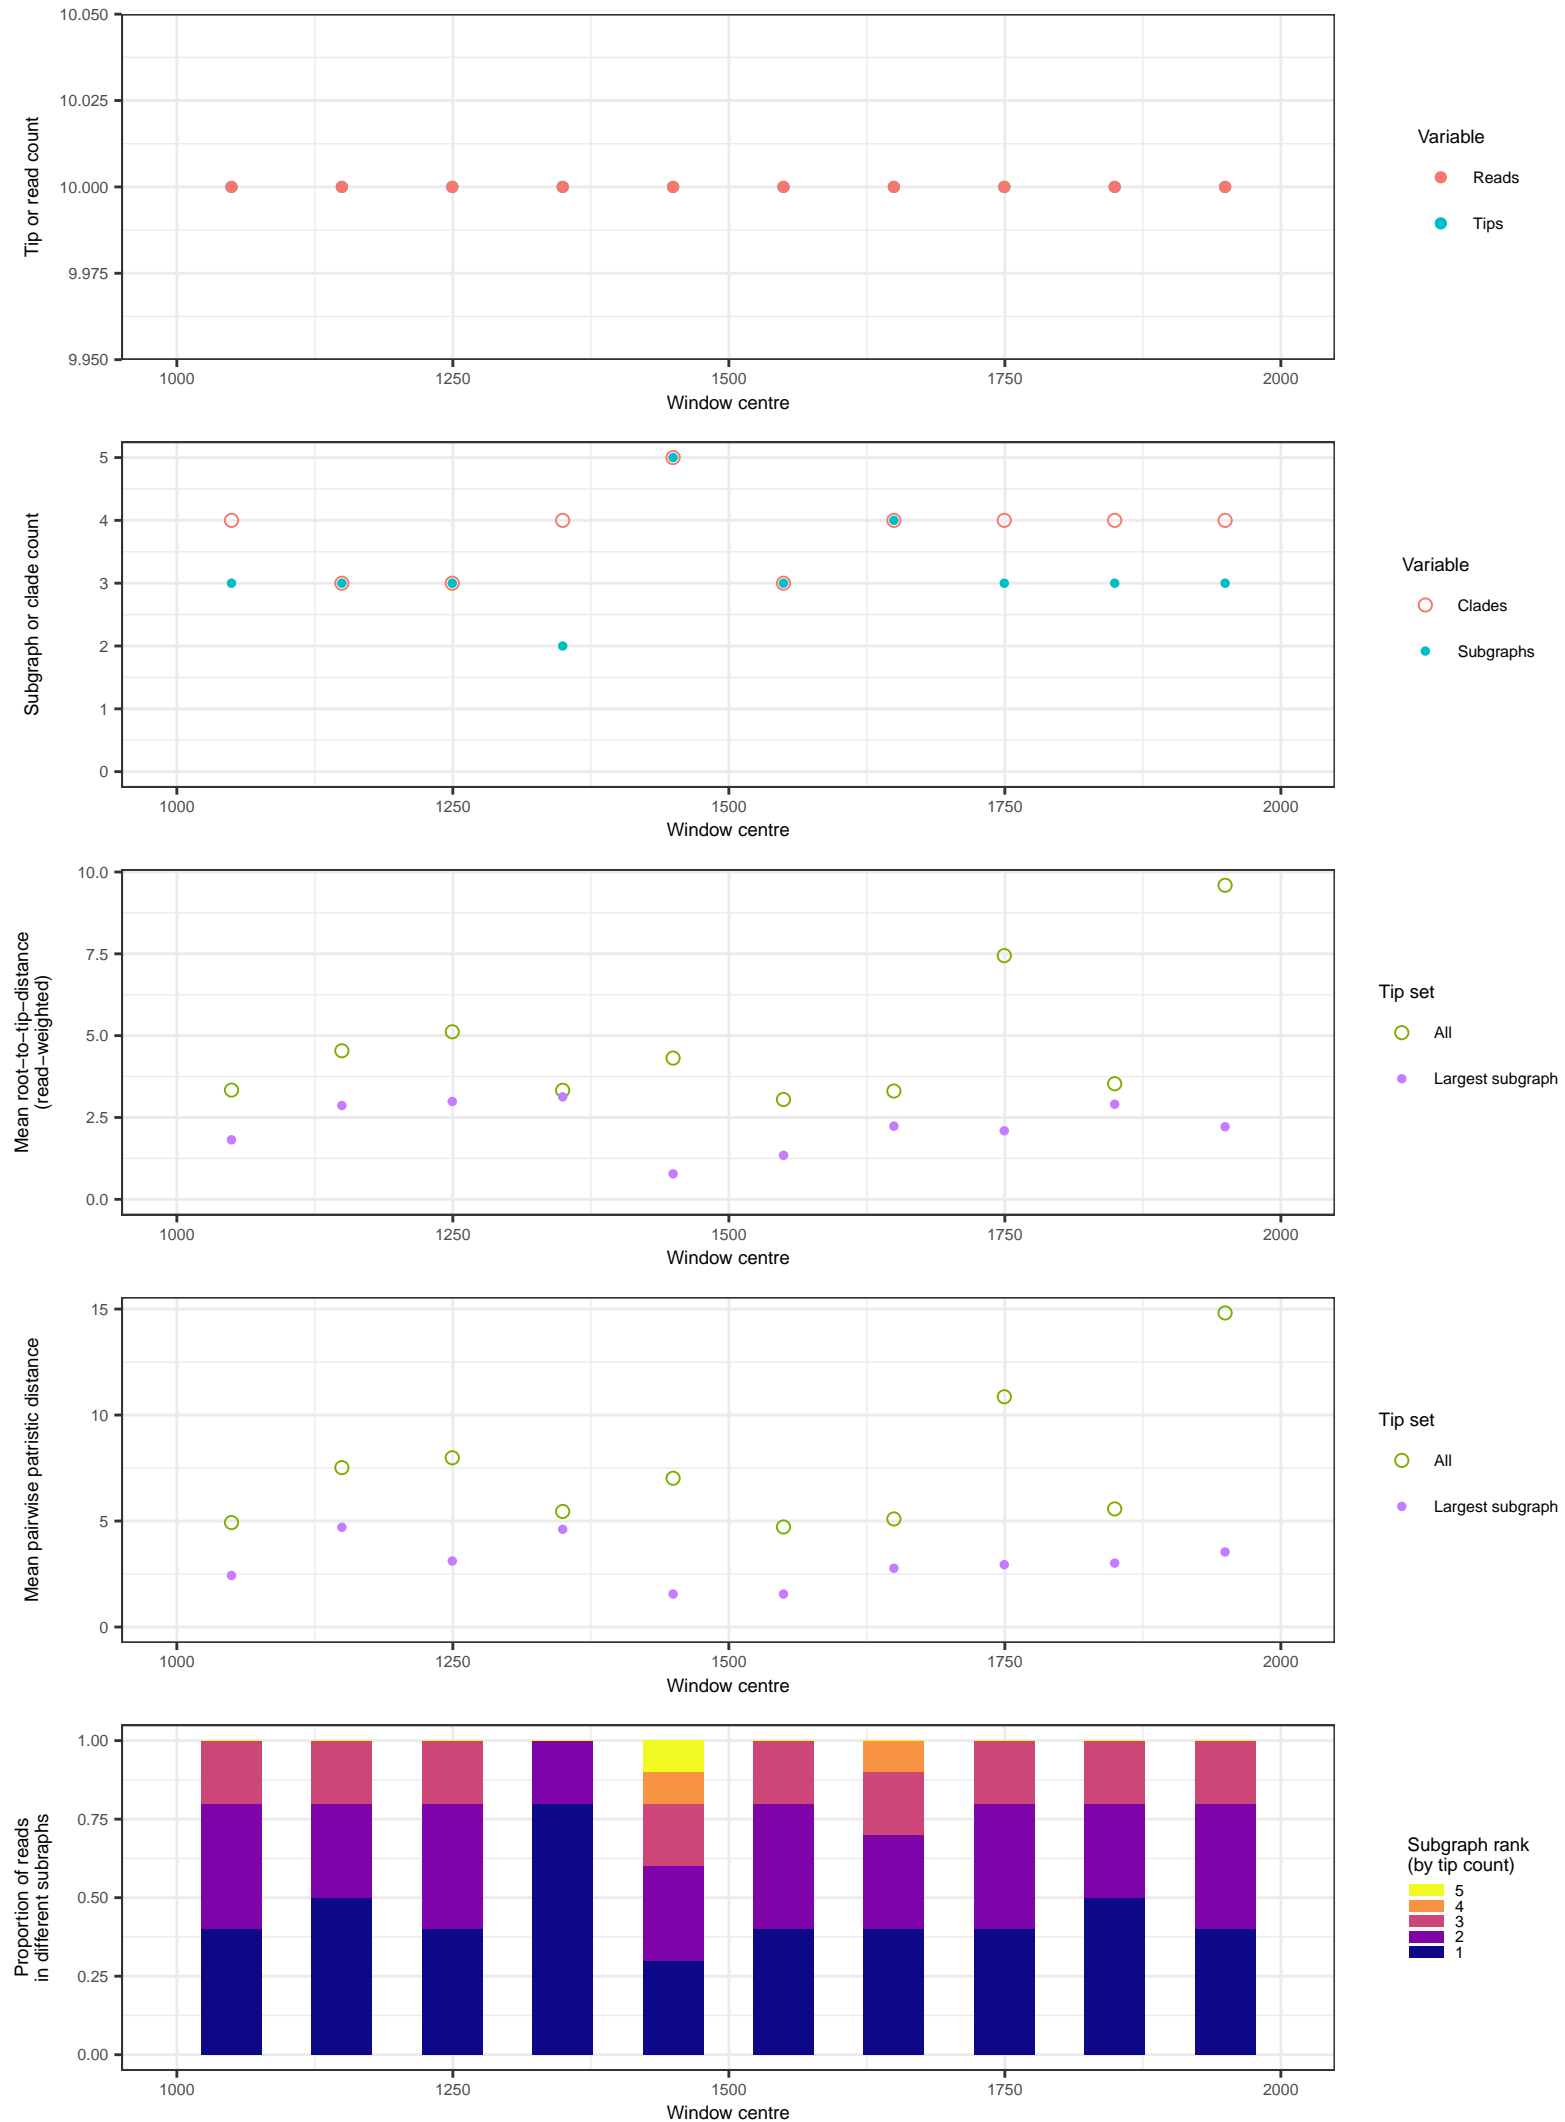 10.050
10.025
10.000
9.975
9.950
Tip or read count
1000 1250 1500 1750 2000
Window centre
Variable
Reads
Tips
5
4
3
2
1
0
Subgraph or clade count
1000 1250 1500 1750 2000
Window centre
Variable
Clades
Subgraphs
10.0
7.5
5.0
2.5
0.0
Mean root−to−tip−distance
(read−weighted)
1000 1250 1500 1750 2000
Window centre
Tip set
All
Largest subgraph
15
10
5
0
Mean pairwise patristic distance
1000 1250 1500 1750 2000
Window centre
Tip set
All
Largest subgraph
1.00
0.75
0.50
0.25
0.00
Proportion of reads
in different subraphs
1000 1250 1500 1750 2000
Window centre
Subgraph rank
(by tip count)
5
4
3
2
1